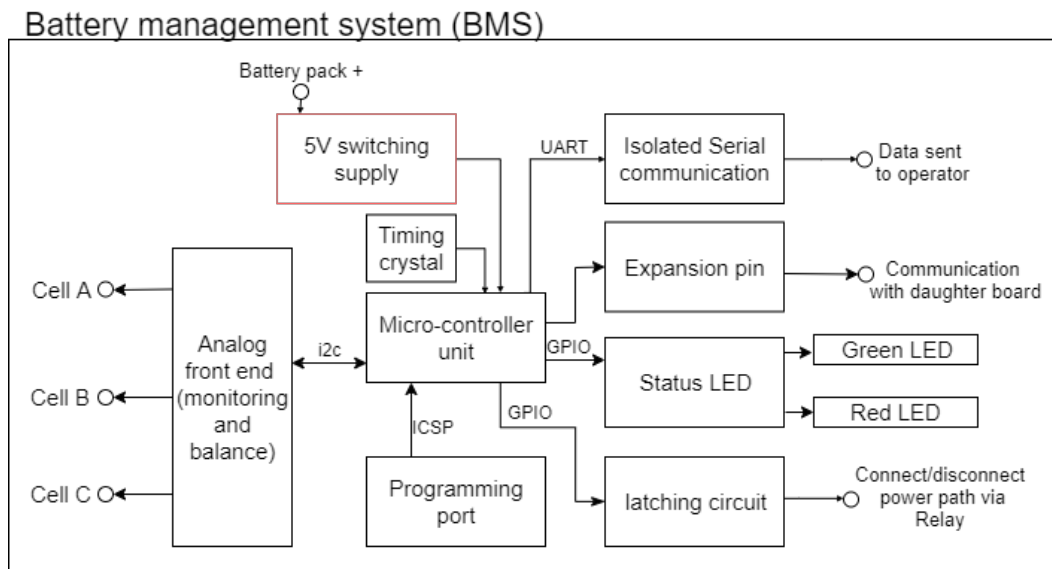 Battery management system (BMS)
Battery pack +
5V switching
supply
UART
Isolated Serial
communication
Data sent
to operator
Timing
crystal
Expansion pin
Communication
with daughter board
Cell A
Cell B
Cell C
Analog
front end
(monitoring
and
balance)
i2c
Micro-controller
unit
GPIO
Status LED
Green LED
Red LED
ICSP
GPIO
Programming
port
latching circuit
Connect/disconnect
power path via
Relay